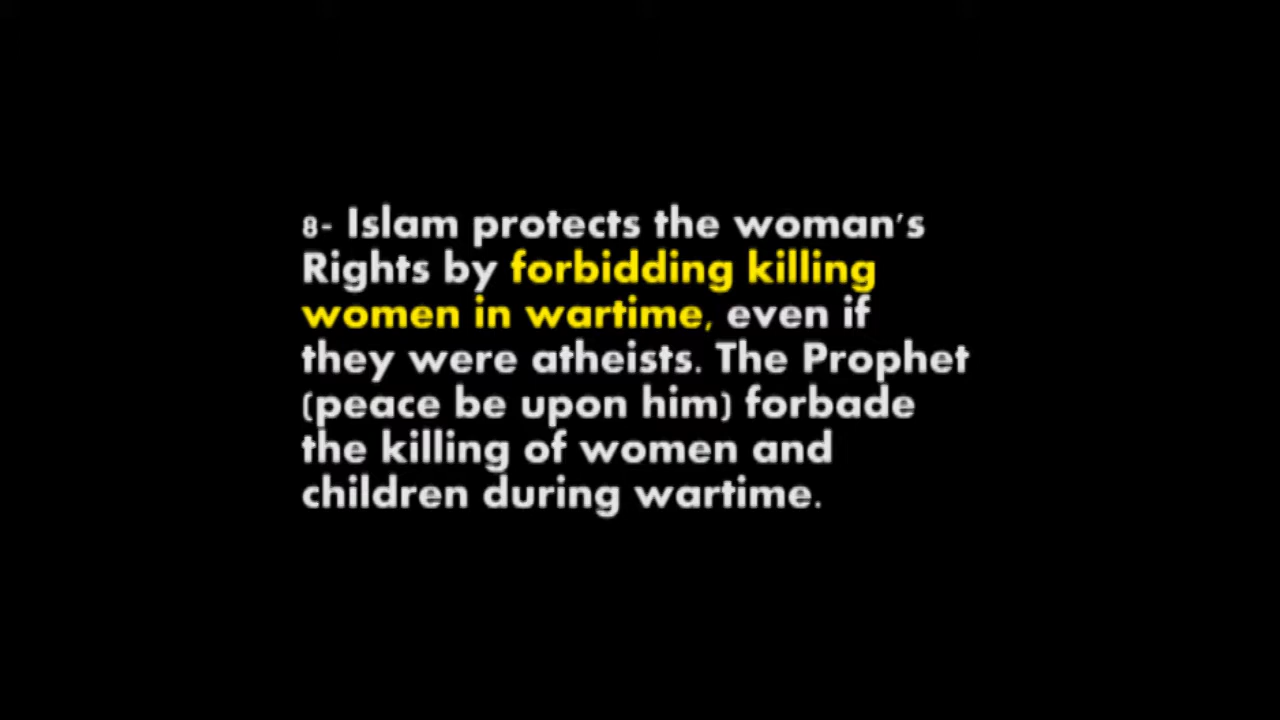 8- Islam protects the woman's
Rights by forbidding killing
women in wartime, even if
they were atheists. The Prophet
(peace be upon him) forbade
the killing of women and
children during wartime.